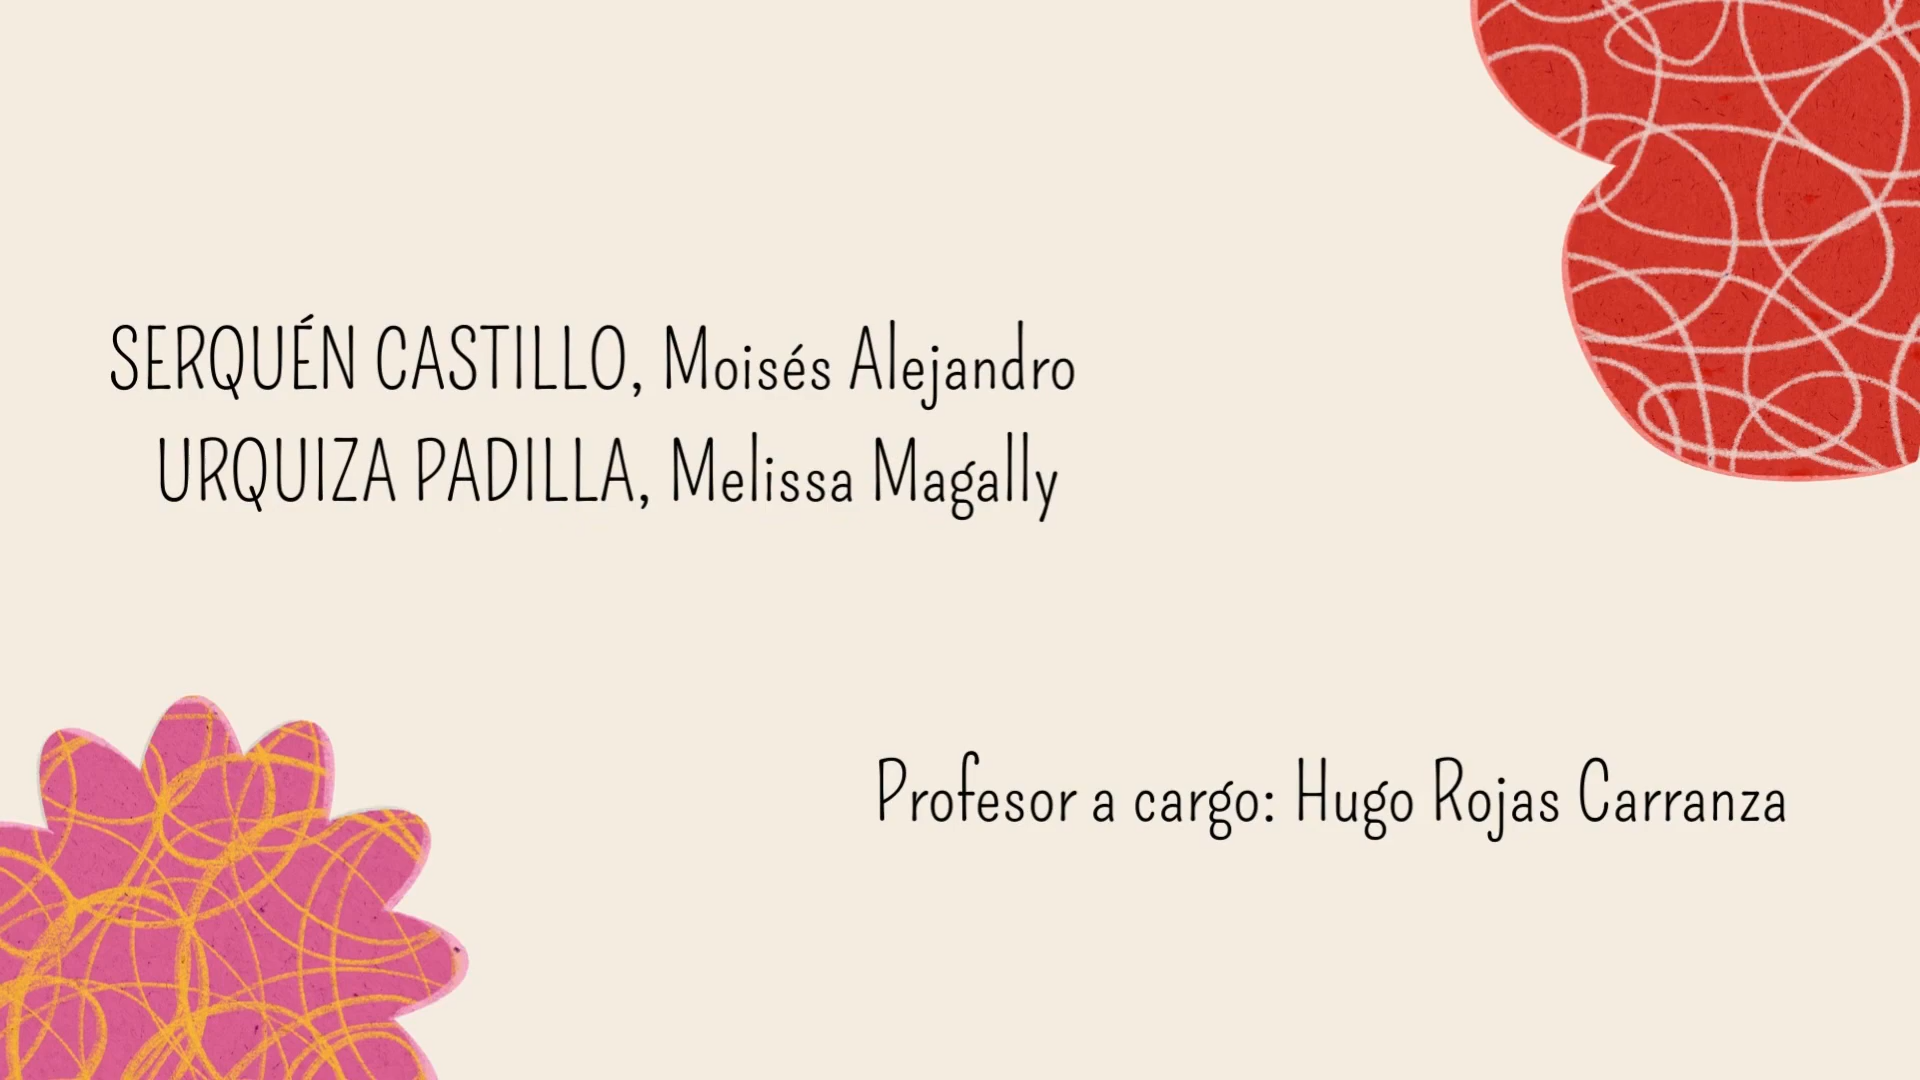 SERQUÉN CASTILLO, Moisés Alejandro
URQUIZA PADILLA, Melissa Magally
Profesor a cargo: Hugo Rojas Carranza